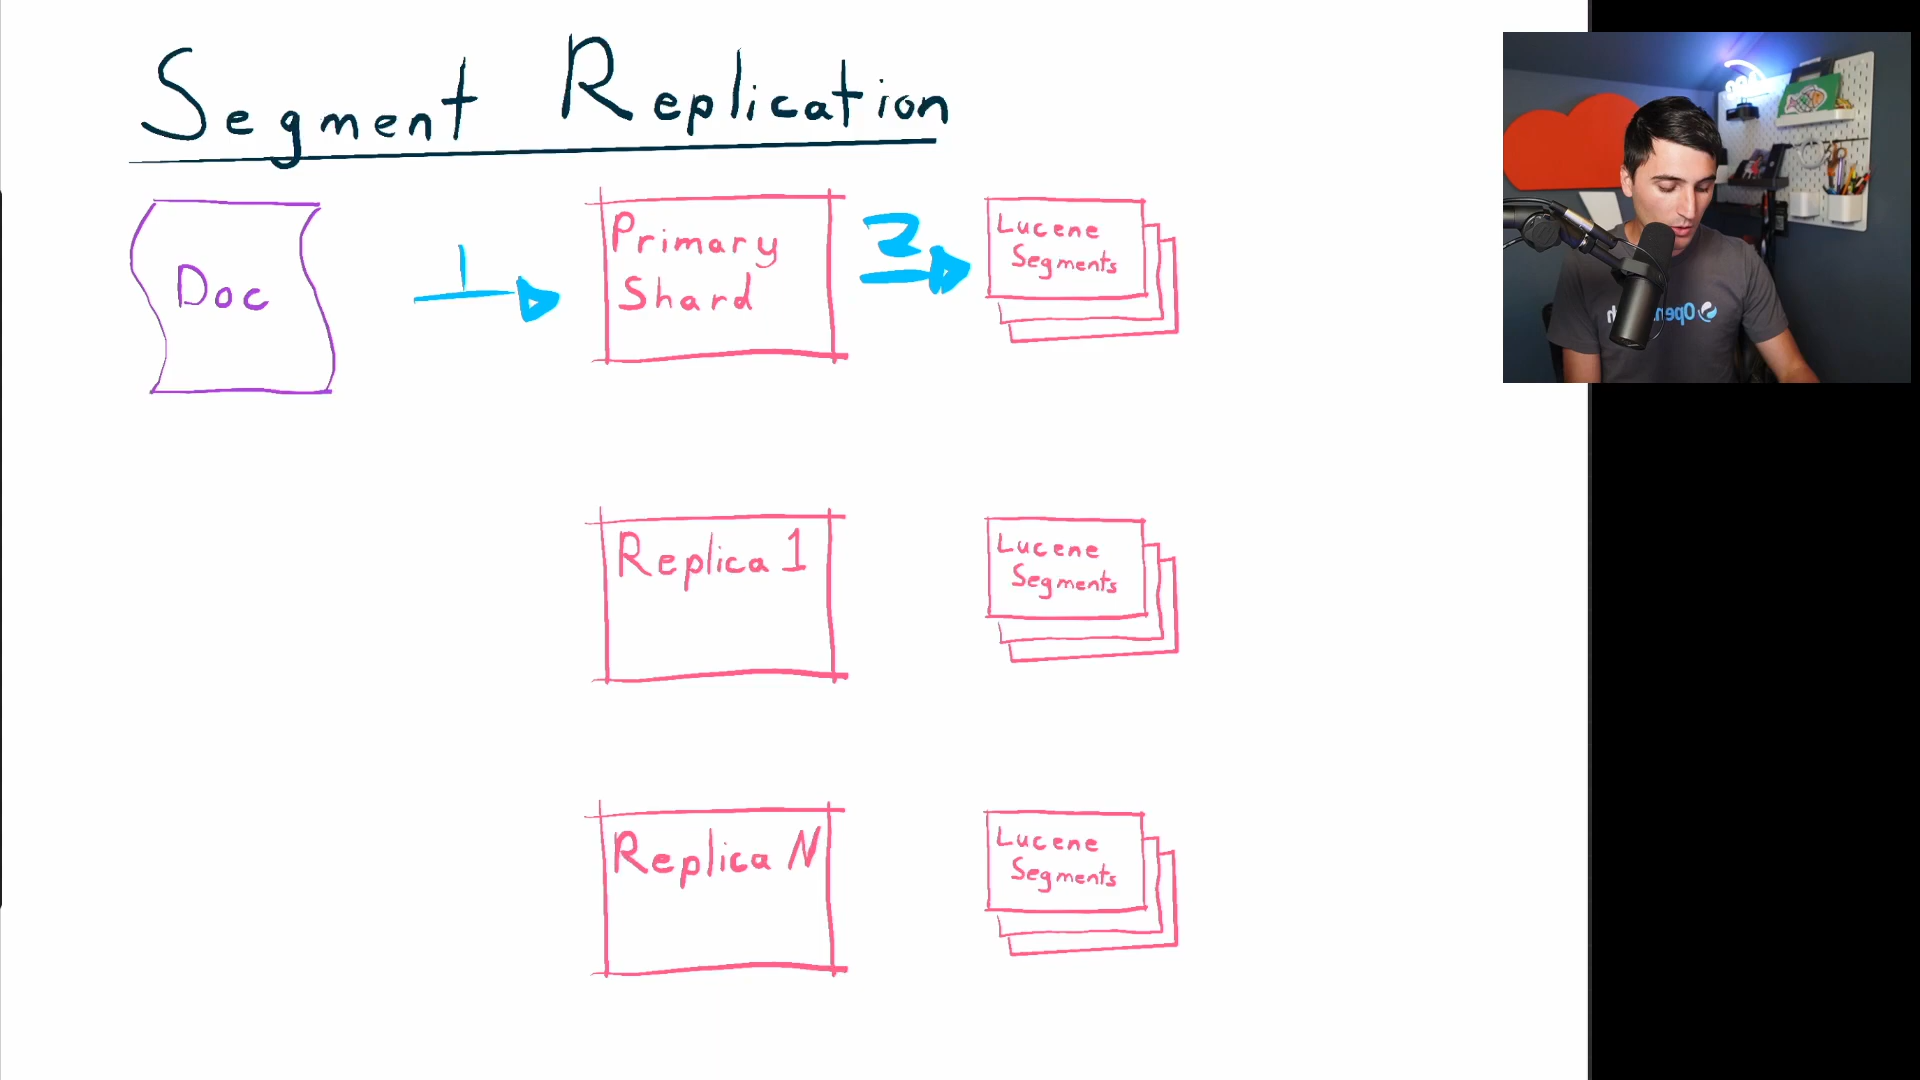 Segment Replication
Doc
1
Primary
Shard
2
Lucene
Segments
Replica 1
Lucene
Segments
Replica N
Lucene
Segments